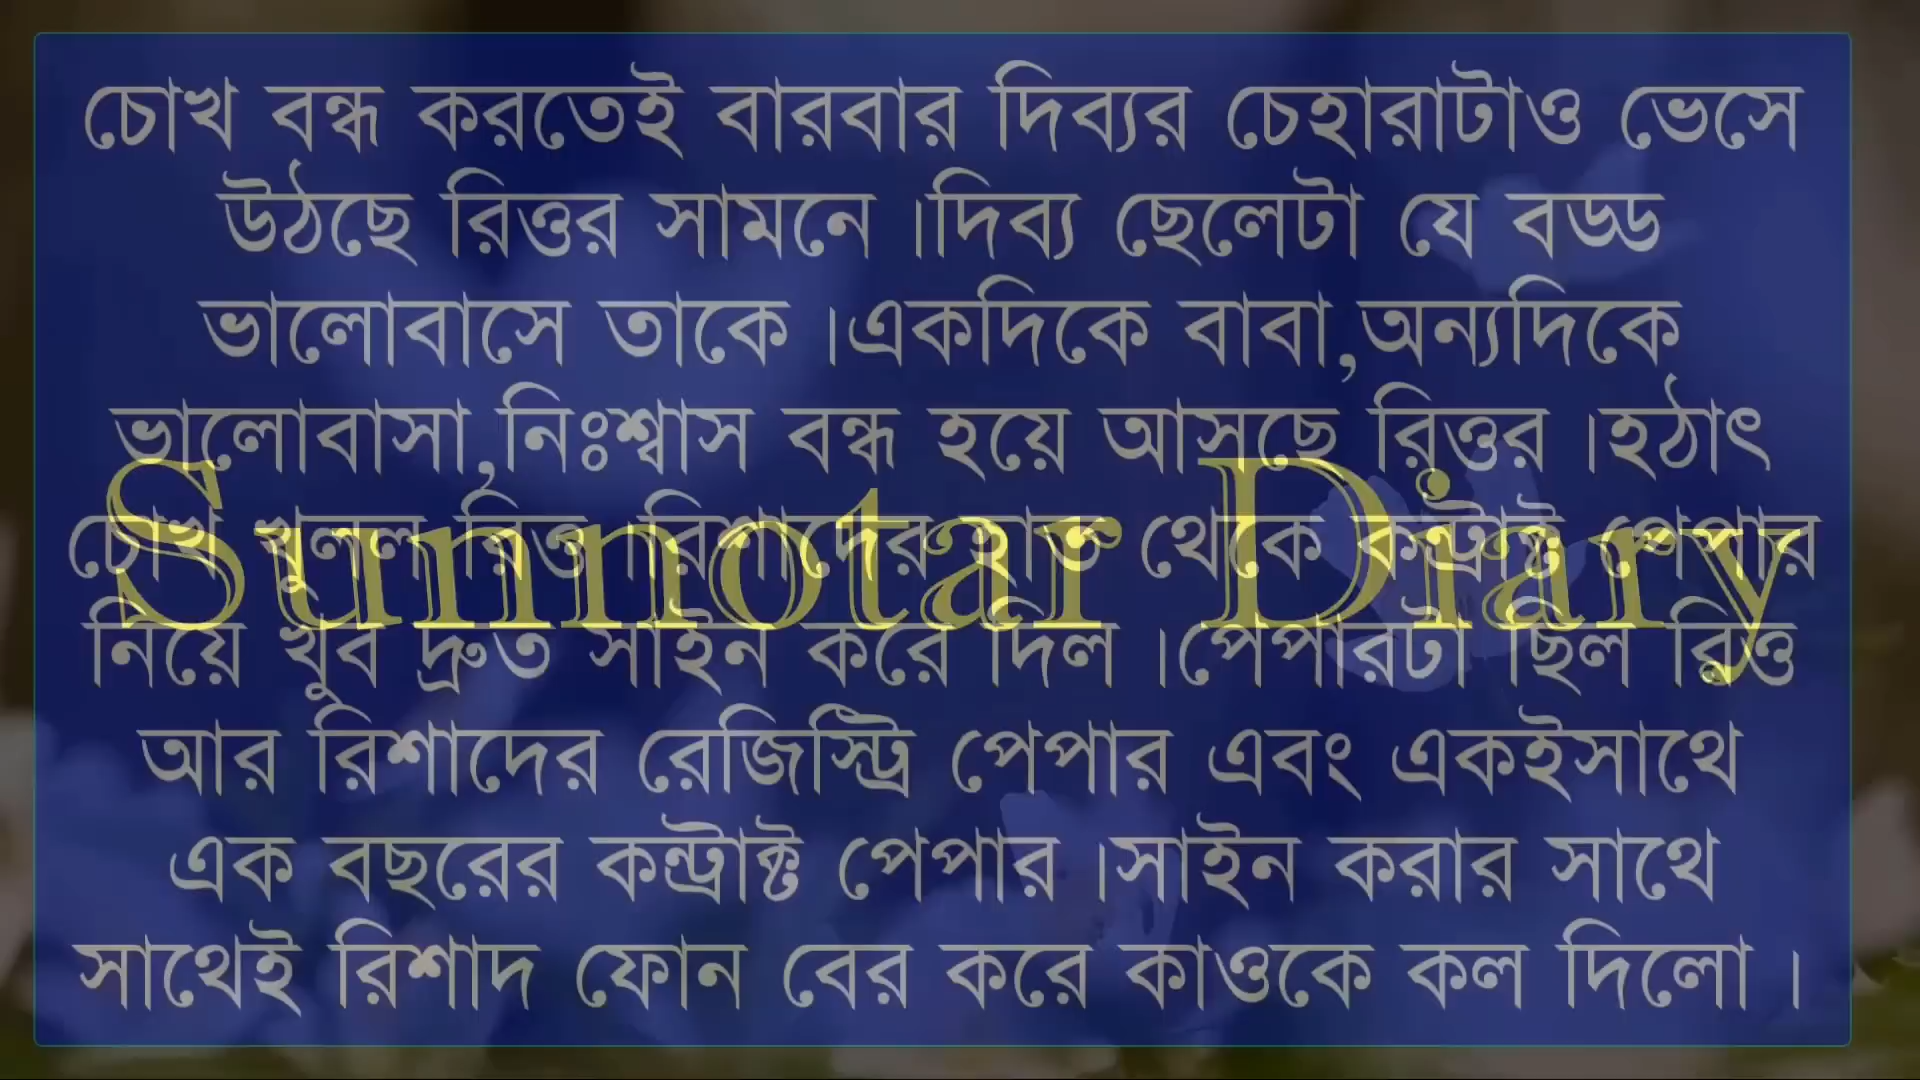 চোখ বন্ধ করতেই বারবার দিব্যর চেহারাটাও ভেসে
উঠছে রিত্তর সামনে ।দিব্য ছেলেটা যে বড্ড
ভালোবাসে তাকে ।একদিকে বাবা,অন্যদিকে
ভালোবাসা,নিঃশ্বাস বন্ধ হয়ে আসছে রিত্তর ।হঠাৎ
চোখ খুলে রিত্ত রিশাদের হাত থেকে কন্ট্রাক্ট পেপার
Sunnotar Diary
নিয়ে খুব দ্রুত সাইন করে দিল ।পেপারটা ছিল রিত্ত
আর রিশাদের রেজিস্ট্রি পেপার এবং একইসাথে
এক বছরের কন্ট্রাক্ট পেপার ।সাইন করার সাথে
সাথেই রিশাদ ফোন বের করে কাওকে কল দিলো ।